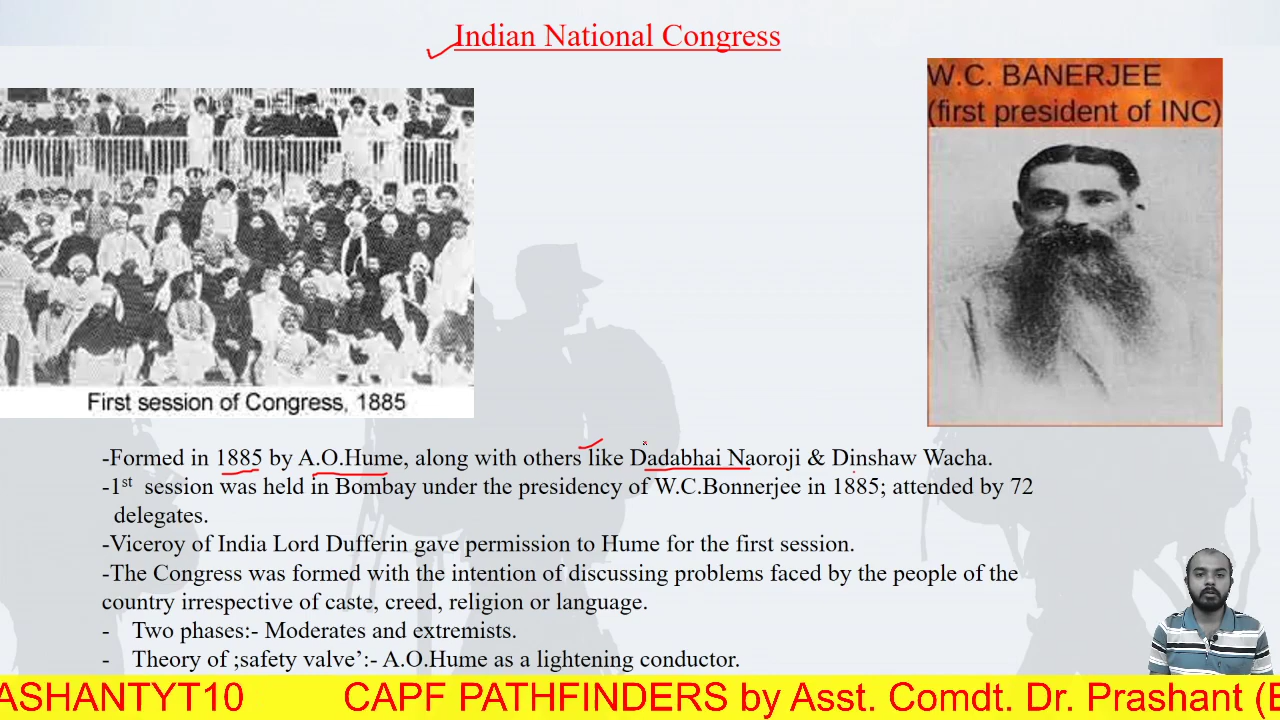 Indian National Congress
W.C. BANERJEE
(first president of INC)
First session of Congress, 1885
-Formed in 1885 by A.O.Hume, along with others like Dadabhai Naoroji & Dinshaw Wacha.
-1st session was held in Bombay under the presidency of W.C.Bonnerjee in 1885; attended by 72
delegates.
-Viceroy of India Lord Dufferin gave permission to Hume for the first session.
-The Congress was formed with the intention of discussing problems faced by the people of the
country irrespective of caste, creed, religion or language.
- Two phases:- Moderates and extremists.
- Theory of ;safety valve’:- A.O.Hume as a lightening conductor.
ASHANTYT10 CAPF PATHFINDERS by Asst. Comdt. Dr. Prashant (E